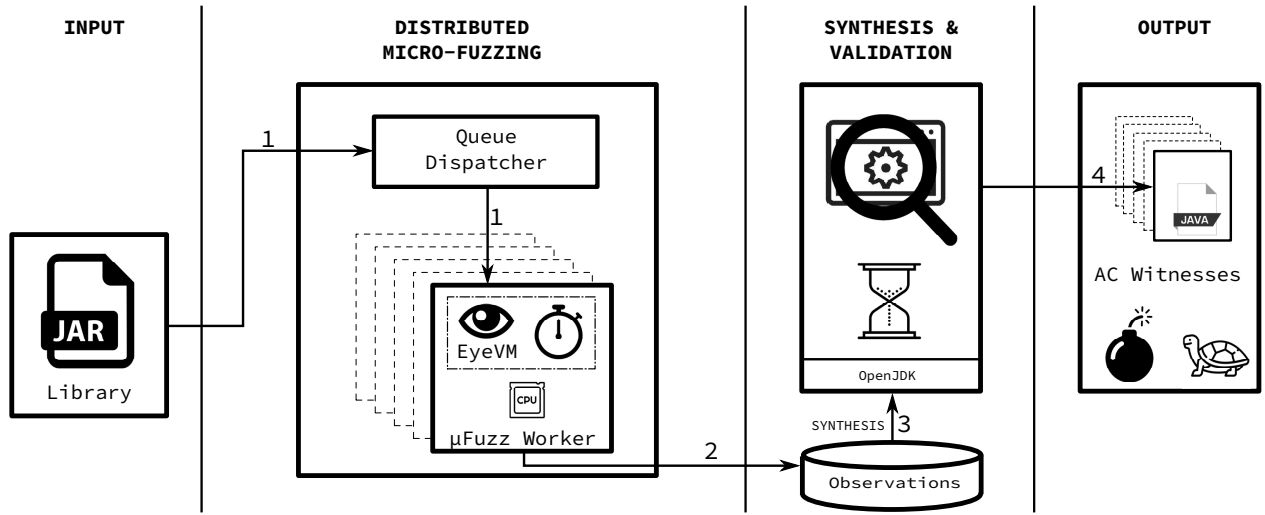 INPUT
DISTRIBUTED
MICRO-FUZZING
SYNTHESIS &
VALIDATION
OUTPUT
1
Queue
Dispatcher
1
JAR
Library
EyeVM
CPU
µFuzz Worker
2
OpenJDK
SYNTHESIS 3
Observations
4
JAVA
AC Witnesses